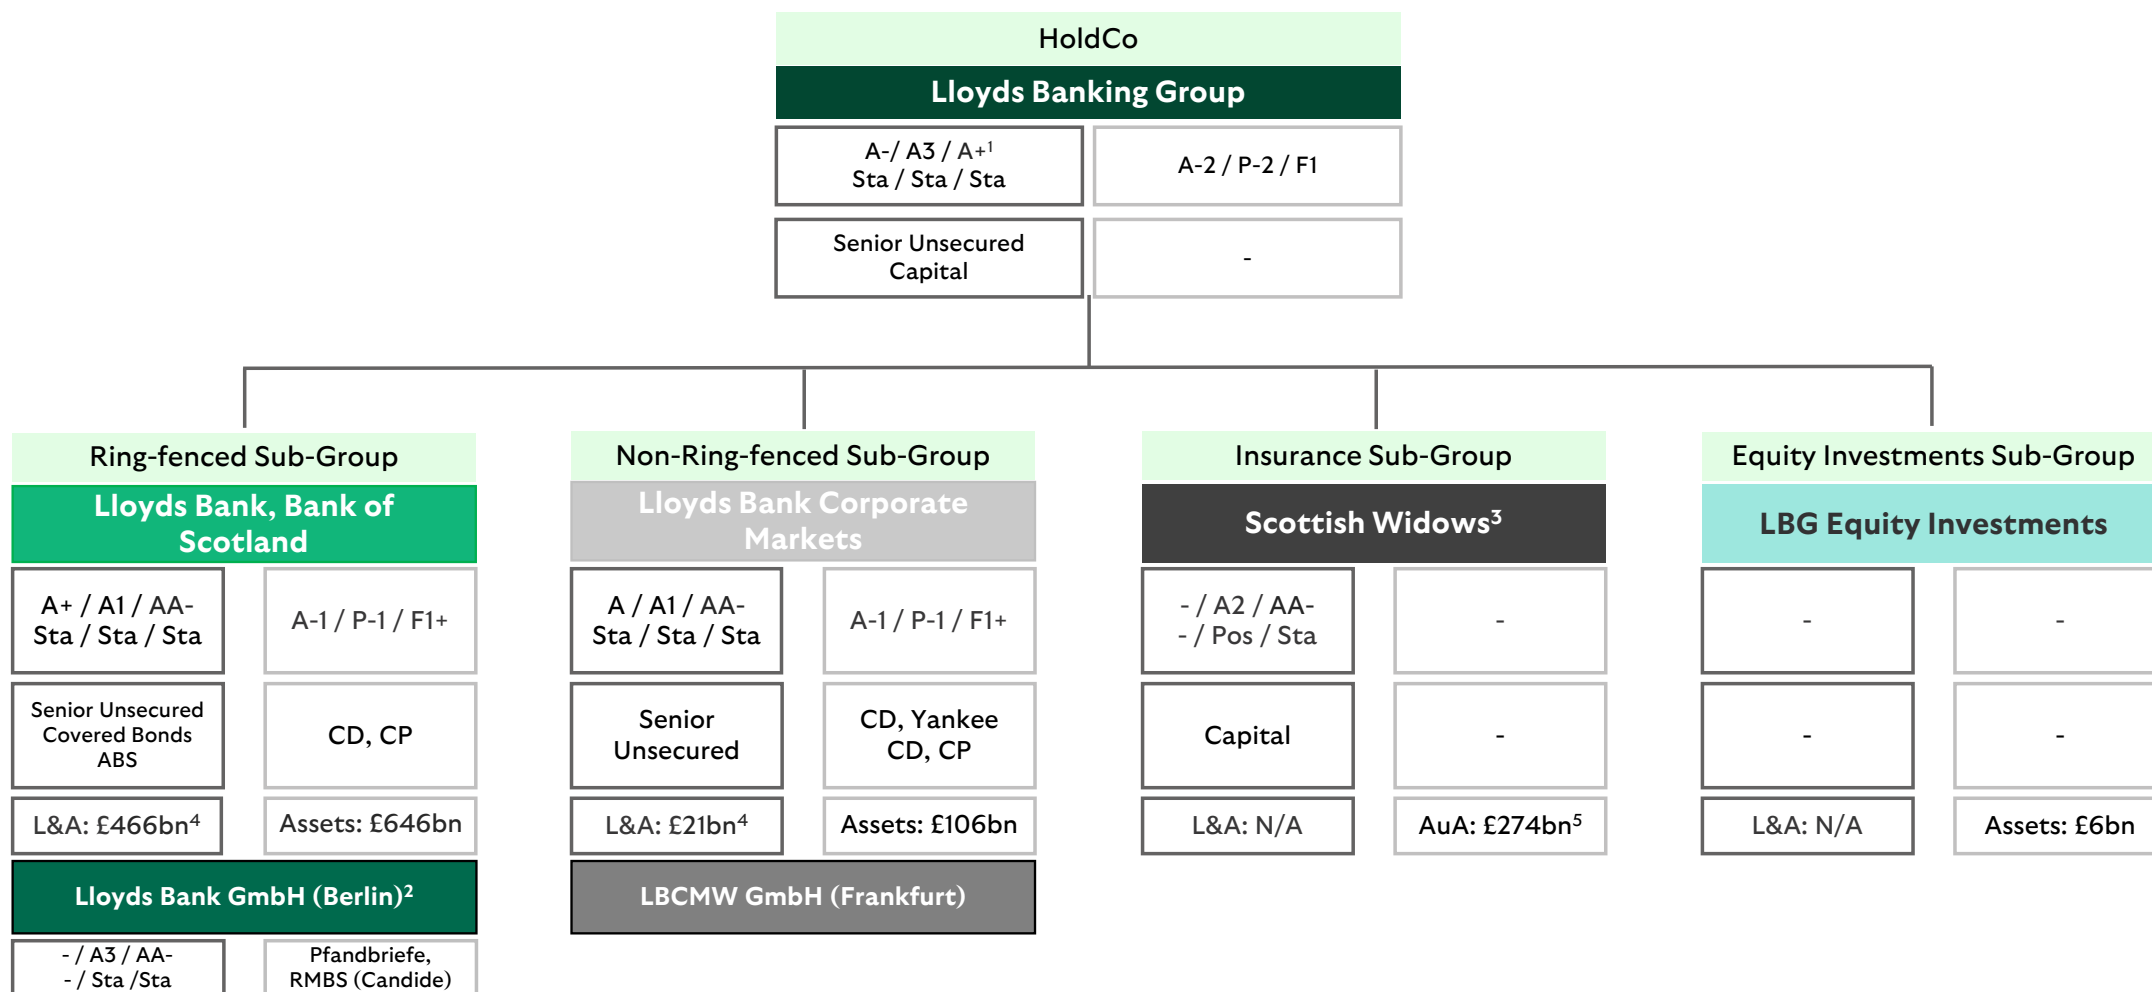 HoldCo
Lloyds Banking Group
A-/ A3 / A+¹
Sta / Sta / Sta
A-2 / P-2 / F1
Senior Unsecured
Capital
-
Ring-fenced Sub-Group
Lloyds Bank, Bank of
Scotland
A+ / A1 / AA-
Sta / Sta / Sta
A-1 / P-1 / F1+
Senior Unsecured
Covered Bonds
ABS
CD, CP
L&A: £466bn⁴
Assets: £646bn
Lloyds Bank GmbH (Berlin)²
- / A3 / AA-
- / Sta /Sta
Pfandbriefe,
RMBS (Candide)
Non-Ring-fenced Sub-Group
Lloyds Bank Corporate
Markets
A / A1 / AA-
Sta / Sta / Sta
A-1 / P-1 / F1+
Senior
Unsecured
CD, Yankee
CD, CP
L&A: £21bn⁴
Assets: £106bn
LBCMW GmbH (Frankfurt)
Insurance Sub-Group
Scottish Widows³
- / A2 / AA-
- / Pos / Sta
-
Capital
-
L&A: N/A
AuA: £274bn⁵
Equity Investments Sub-Group
LBG Equity Investments
-
-
-
-
L&A: N/A
Assets: £6bn